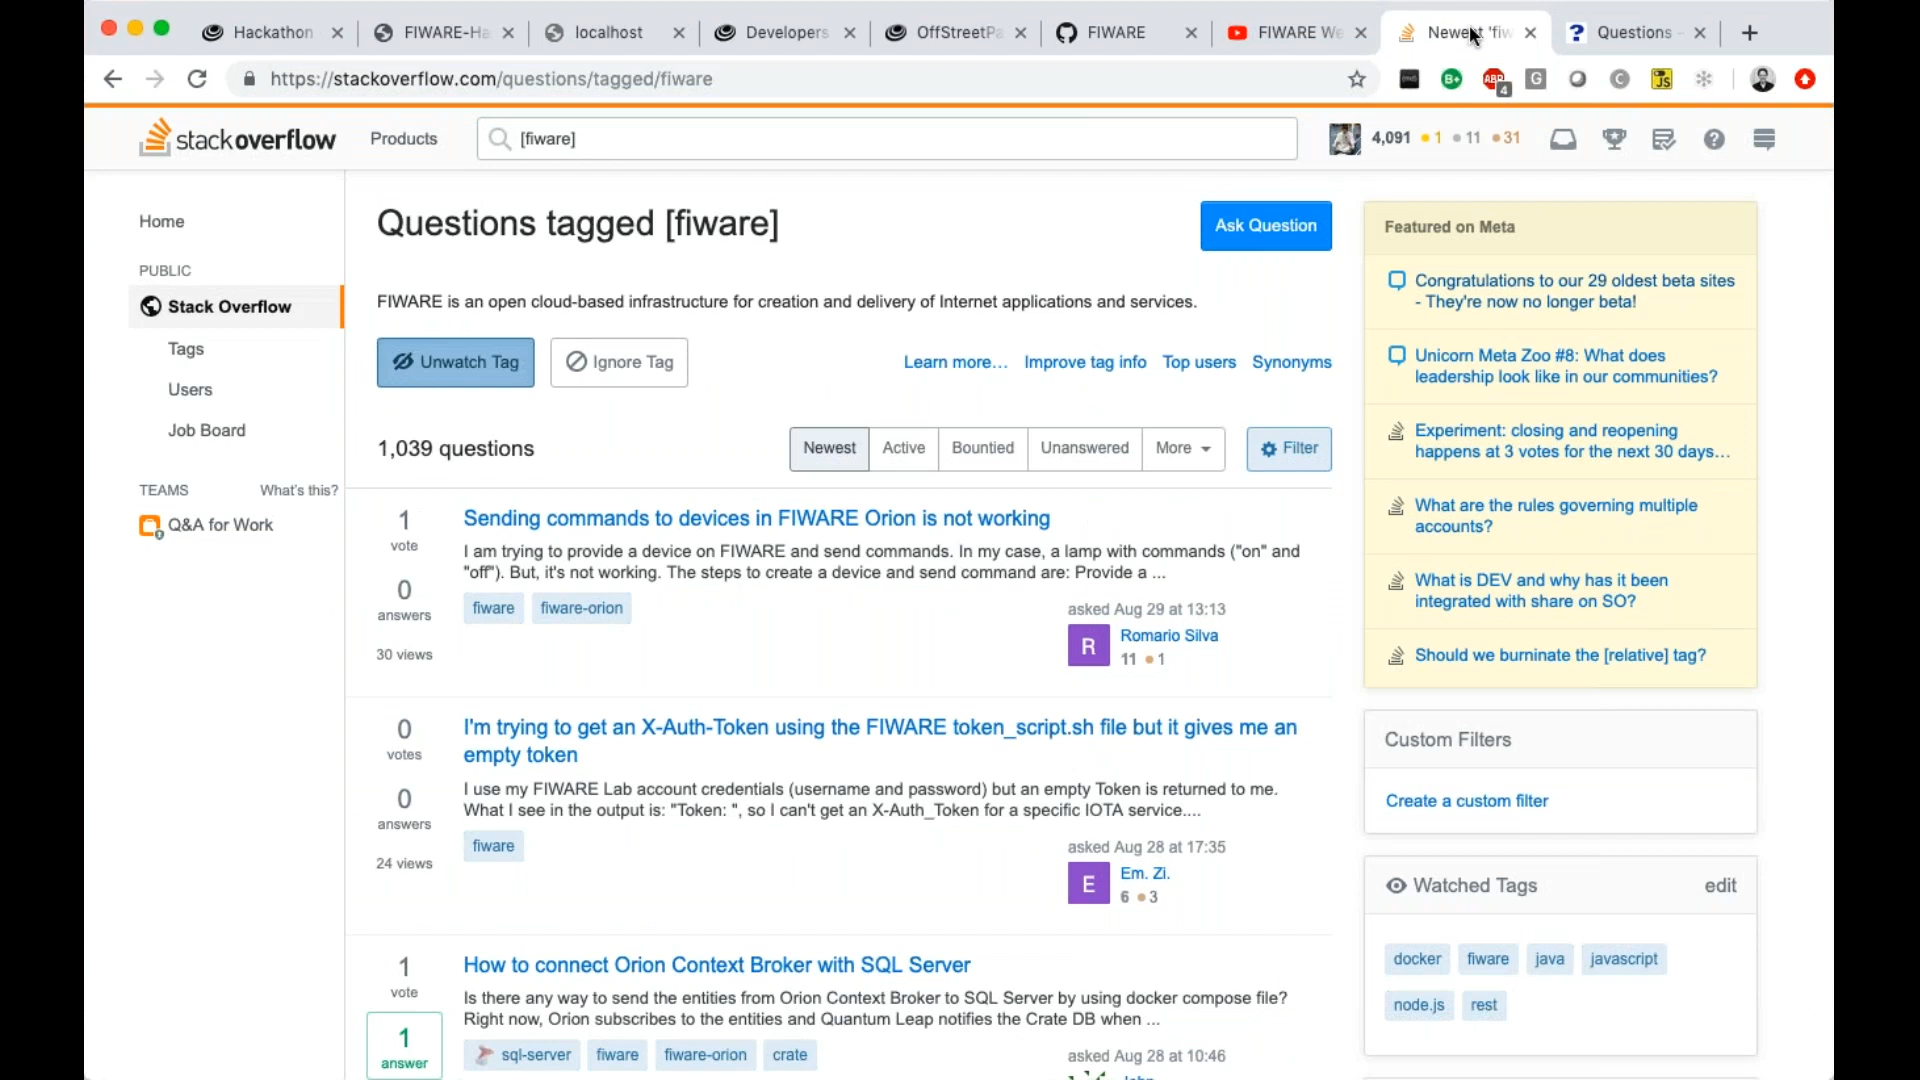 Hackathon
FIWARE-Ha
localhost
Developers
OffStreetPa
FIWARE
FIWARE We
Newest 'fiw
Questions -
https://stackoverflow.com/questions/tagged/fiware
ABP
4
B+
G
C
JS
stackoverflow
Products
[fiware]
4,091 1 11 31
Home
PUBLIC
Stack Overflow
Tags
Users
Job Board
TEAMS What's this?
Q&A for Work
Questions tagged [fiware]
Ask Question
FIWARE is an open cloud-based infrastructure for creation and delivery of Internet applications and services.
Unwatch Tag
Ignore Tag
Learn more… Improve tag info Top users Synonyms
1,039 questions
Newest Active Bountied Unanswered More
Filter
1
vote
0
answers
30 views
Sending commands to devices in FIWARE Orion is not working
I am trying to provide a device on FIWARE and send commands. In my case, a lamp with commands ("on" and
"off"). But, it's not working. The steps to create a device and send command are: Provide a ...
fiware fiware-orion
asked Aug 29 at 13:13
R
Romario Silva
11 1
0
votes
0
answers
24 views
I'm trying to get an X-Auth-Token using the FIWARE token_script.sh file but it gives me an
empty token
I use my FIWARE Lab account credentials (username and password) but an empty Token is returned to me.
What I see in the output is: "Token: ", so I can't get an X-Auth_Token for a specific IOTA service....
fiware
asked Aug 28 at 17:35
E
Em. Zi.
6 3
1
vote
1
answer
How to connect Orion Context Broker with SQL Server
Is there any way to send the entities from Orion Context Broker to SQL Server by using docker compose file?
Right now, Orion subscribes to the entities and Quantum Leap notifies the Crate DB when ...
sql-server fiware fiware-orion crate
asked Aug 28 at 10:46
Featured on Meta
Congratulations to our 29 oldest beta sites
- They're now no longer beta!
Unicorn Meta Zoo #8: What does
leadership look like in our communities?
Experiment: closing and reopening
happens at 3 votes for the next 30 days…
What are the rules governing multiple
accounts?
What is DEV and why has it been
integrated with share on SO?
Should we burninate the [relative] tag?
Custom Filters
Create a custom filter
Watched Tags edit
docker fiware java javascript
node.js rest